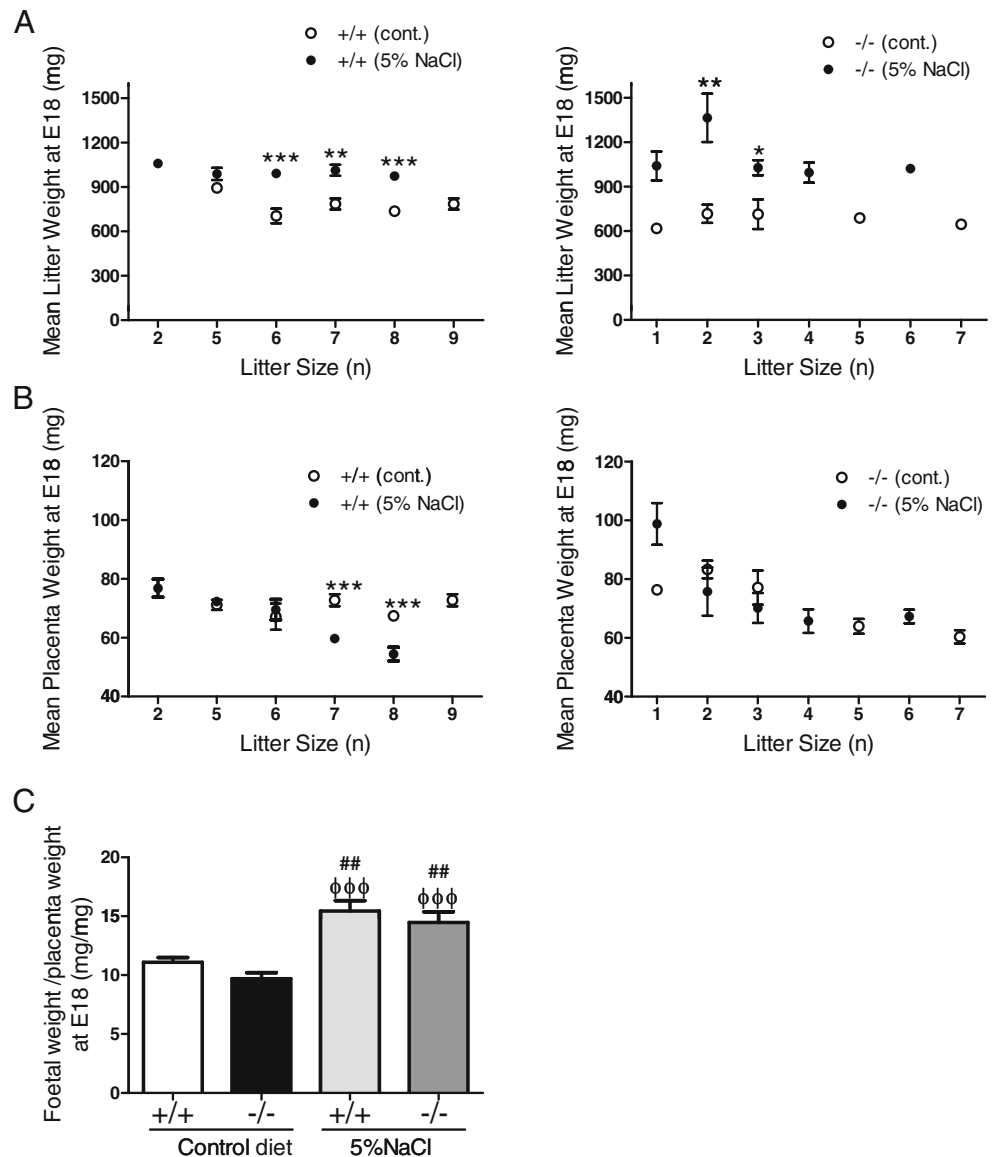 A
+/+ (cont.)
+/+ (5% NaCl)
Mean Litter Weight at E18 (mg)
1500
1200
900
600
300
0
***
**
***
2 5 6 7 8 9
Litter Size (n)
-/- (cont.)
-/- (5% NaCl)
Mean Litter Weight at E18 (mg)
1500
1200
900
600
300
0
**
*
1 2 3 4 5 6 7
Litter Size (n)
B
+/+ (cont.)
+/+ (5% NaCl)
Mean Placenta Weight at E18 (mg)
120
100
80
60
40
***
***
2 5 6 7 8 9
Litter Size (n)
-/- (cont.)
-/- (5% NaCl)
Mean Placenta Weight at E18 (mg)
120
100
80
60
40
1 2 3 4 5 6 7
Litter Size (n)
C
Foetal weight /placenta weight
at E18 (mg/mg)
20
15
10
5
0
##
ϕϕϕ
##
ϕϕϕ
+/+ -/- +/+ -/-
Control diet 5%NaCl